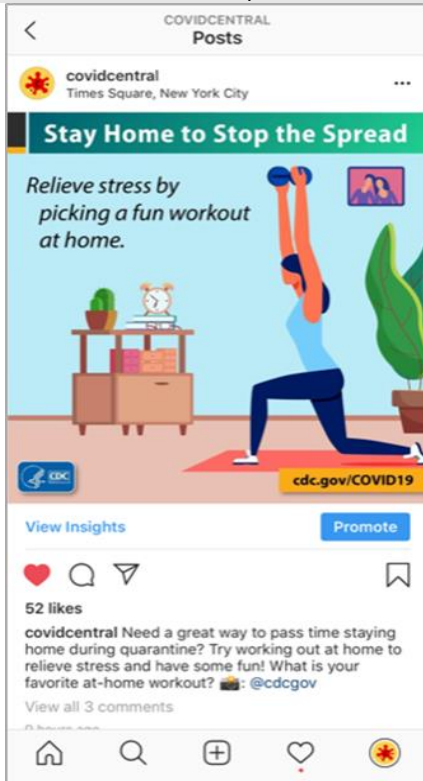 COVIDCENTRAL
Posts
covidcentral
Times Square, New York City
Stay Home to Stop the Spread
Relieve stress by
picking a fun workout
at home.
CDC
cdc.gov/COVID19
View Insights
Promote
52 likes
covidcentral Need a great way to pass time staying
home during quarantine? Try working out at home to
relieve stress and have some fun! What is your
favorite at-home workout? 📸: @cdcgov
View all 3 comments
hours ago